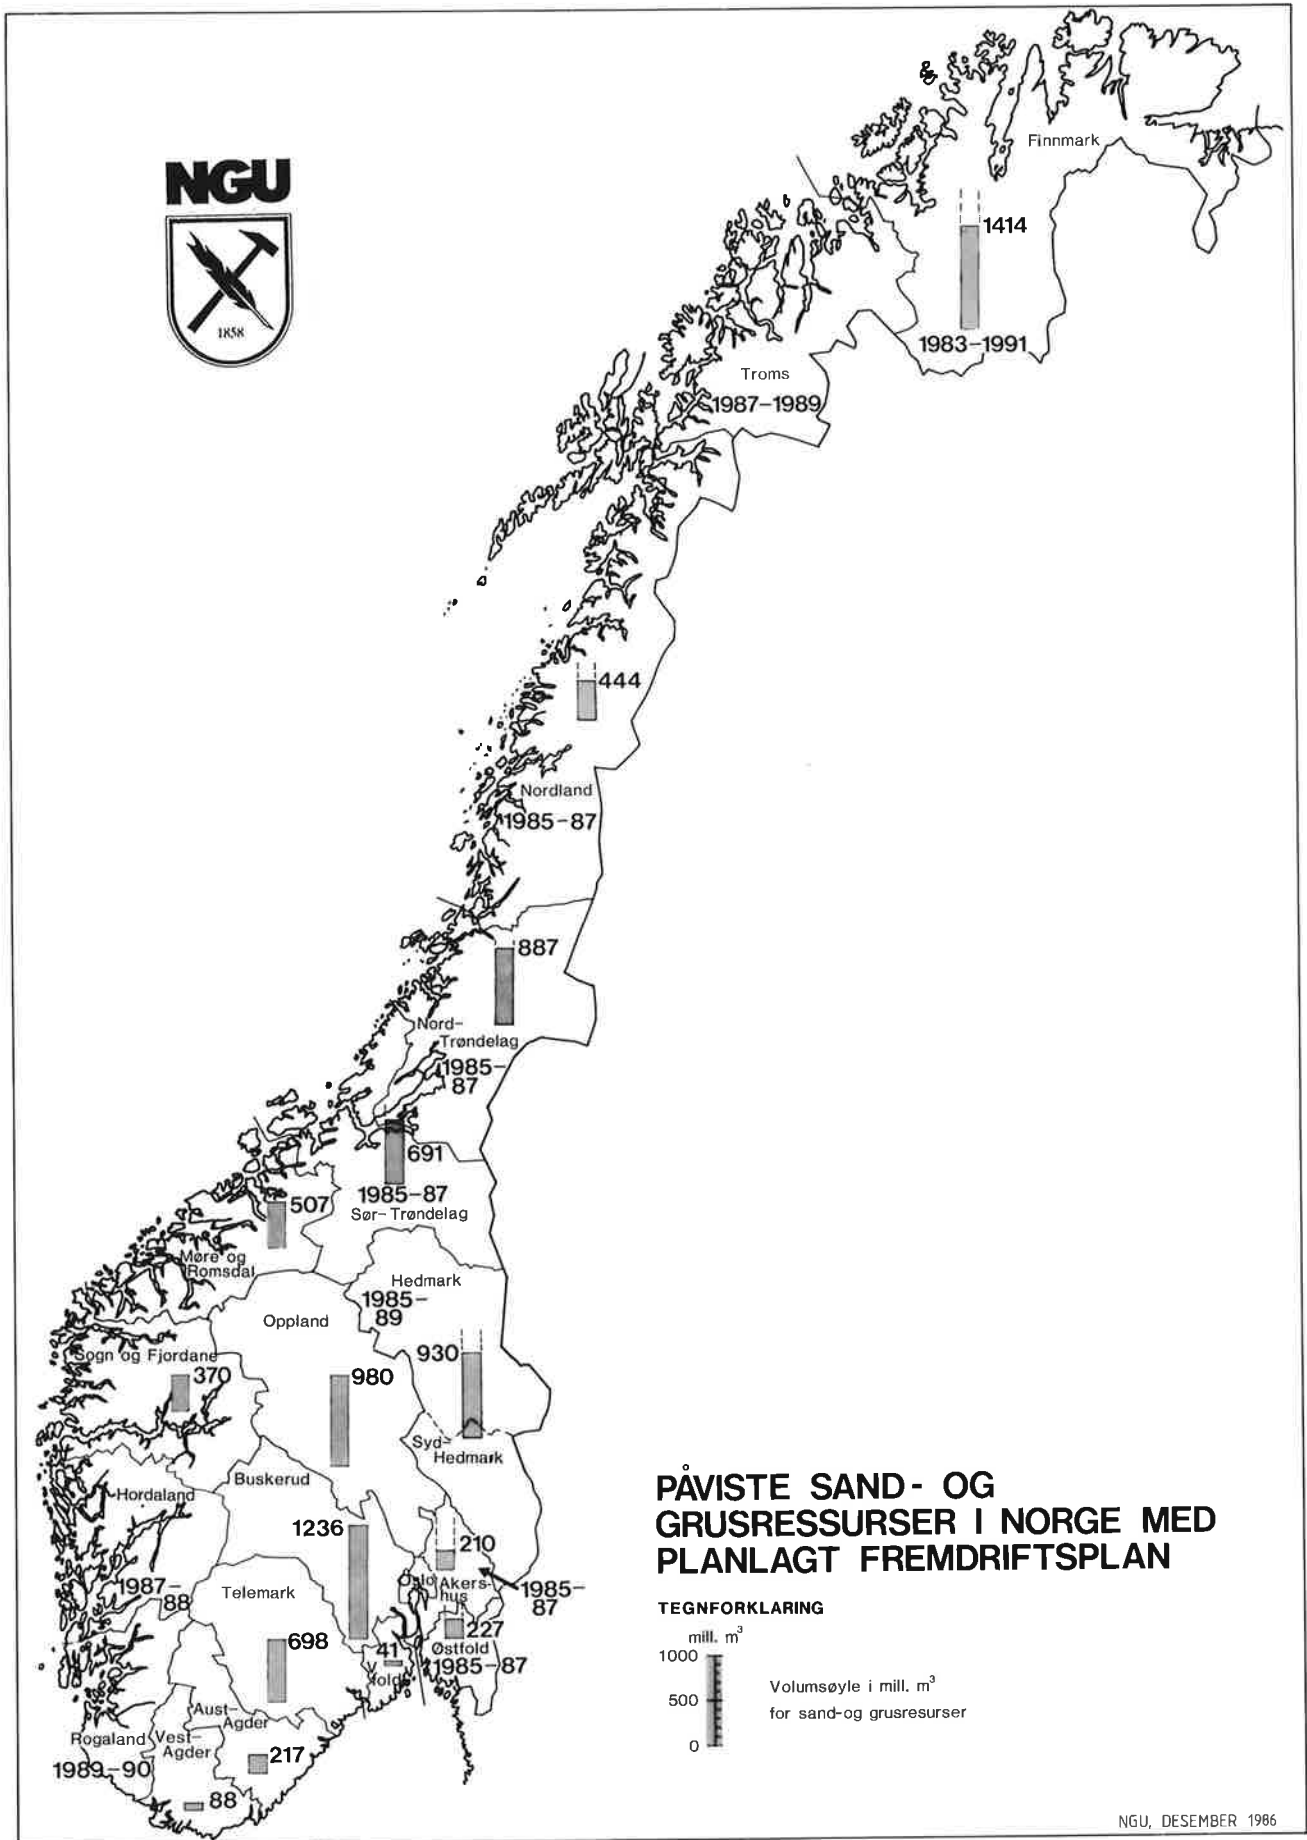 NGU
1858
Finnmark
1414
1983-1991
Troms
1987-1989
444
Nordland
1985-87
887
Nord-
Trøndelag
1985-
87
691
1985-87
Sør-Trøndelag
507
Møre og
Romsdal
Hedmark
1985-
89
Oppland
930
Sogn og Fjordane
370
980
Syd-
Hedmark
Buskerud
Hordaland
1236
210
1987-
88
Telemark
Oslo
Akers-
hus
1985-
87
698
41
V
fold
227
Østfold
1985-87
Aust-
Agder
Rogaland
Vest-
Agder
1989-90
217
88
PÅVISTE SAND- OG
GRUSRESSURSER I NORGE MED
PLANLAGT FREMDRIFTSPLAN
TEGNFORKLARING
mill. m³
1000
500
0
Volumsøyle i mill. m³
for sand-og grusresurser
NGU, DESEMBER 1986